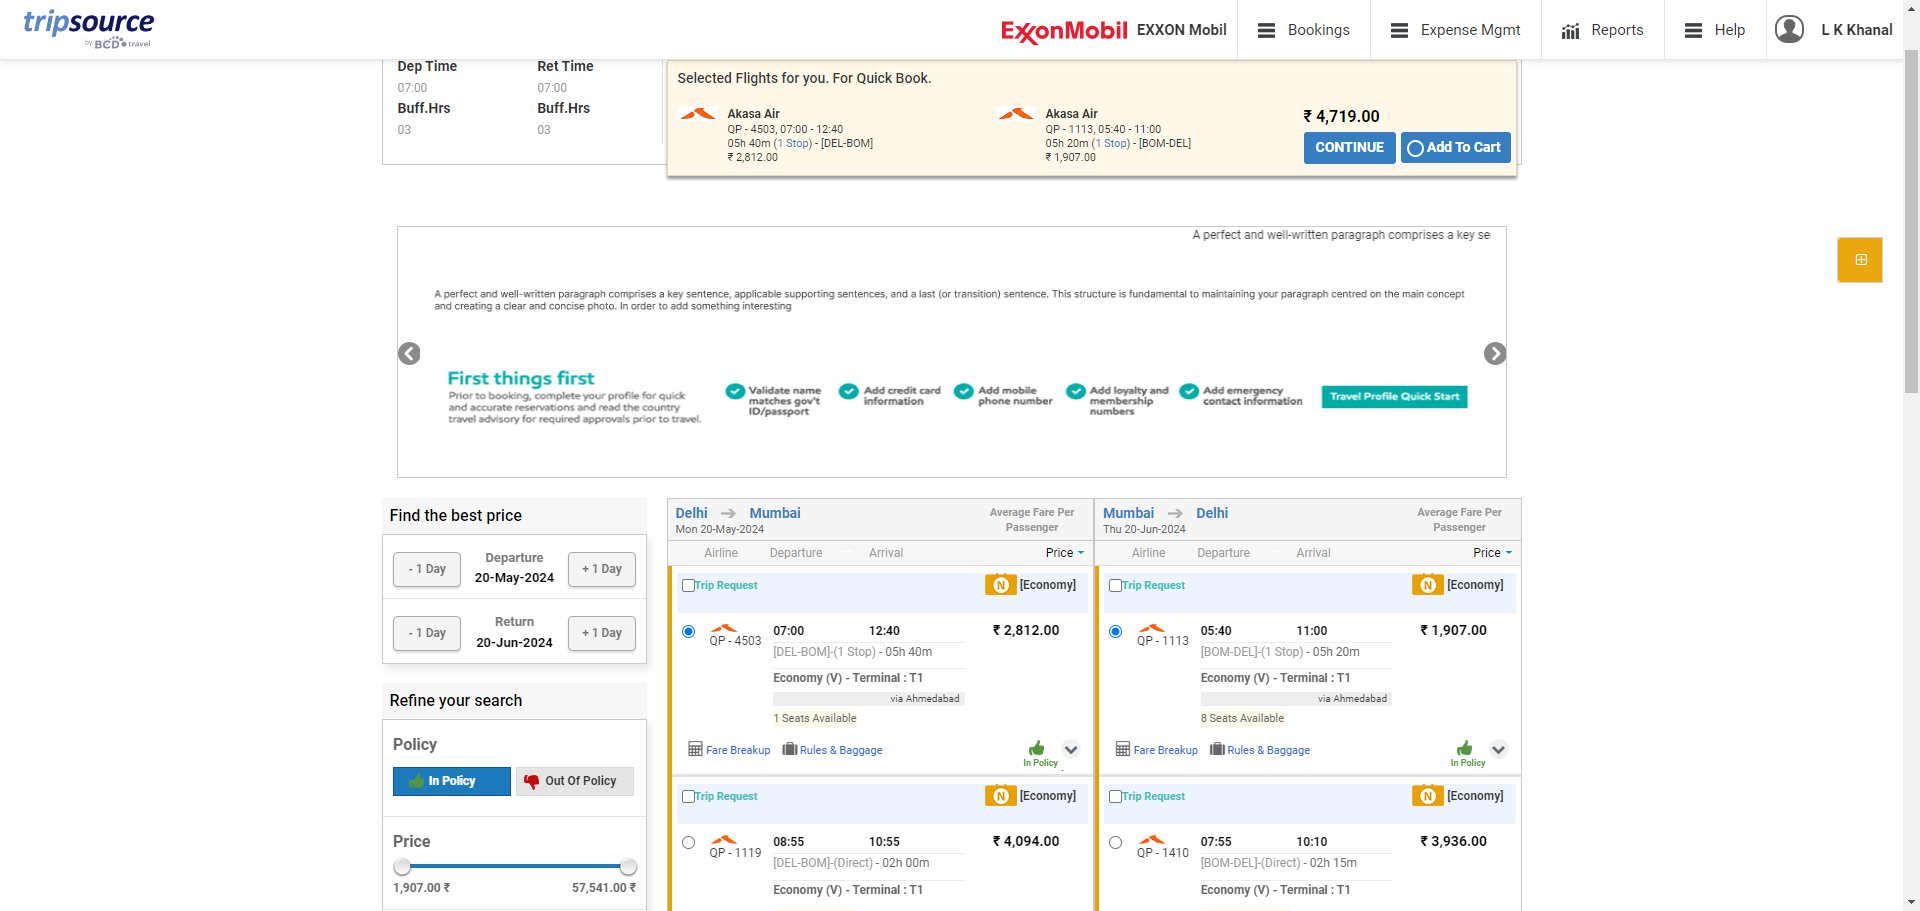 tripsource
by BCD travel
ExxonMobil
EXXON Mobil
Bookings
Expense Mgmt
Reports
Help
L K Khanal
Dep Time
Ret Time
07:00
07:00
Buff.Hrs
Buff.Hrs
03
03
Selected Flights for you. For Quick Book.
Akasa Air
QP - 4503, 07:00 - 12:40
05h 40m (1 Stop) - [DEL-BOM]
₹ 2,812.00
Akasa Air
QP - 1113, 05:40 - 11:00
05h 20m (1 Stop) - [BOM-DEL]
₹ 1,907.00
₹ 4,719.00
CONTINUE
Add To Cart
A perfect and well-written paragraph comprises a key se
A perfect and well-written paragraph comprises a key sentence, applicable supporting sentences, and a last (or transition) sentence. This structure is fundamental to maintaining your paragraph centred on the main concept
and creating a clear and concise photo. In order to add something interesting
First things first
Prior to booking, complete your profile for quick
and accurate reservations and read the country
travel advisory for required approvals prior to travel.
Validate name
matches gov't
ID/passport
Add credit card
information
Add mobile
phone number
Add loyalty and
membership
numbers
Add emergency
contact information
Travel Profile Quick Start
Find the best price
- 1 Day
Departure
20-May-2024
+ 1 Day
- 1 Day
Return
20-Jun-2024
+ 1 Day
Refine your search
Policy
In Policy
Out Of Policy
Price
1,907.00 ₹
57,541.00 ₹
Delhi
Mumbai
Mon 20-May-2024
Average Fare Per
Passenger
Airline
Departure
Arrival
Price
Trip Request
N
[Economy]
QP - 4503
07:00
12:40
₹ 2,812.00
[DEL-BOM]-(1 Stop) - 05h 40m
Economy (V) - Terminal : T1
via Ahmedabad
1 Seats Available
Fare Breakup
Rules & Baggage
In Policy
Trip Request
N
[Economy]
QP - 1119
08:55
10:55
₹ 4,094.00
[DEL-BOM]-(Direct) - 02h 00m
Economy (V) - Terminal : T1
Mumbai
Delhi
Thu 20-Jun-2024
Average Fare Per
Passenger
Airline
Departure
Arrival
Price
Trip Request
N
[Economy]
QP - 1113
05:40
11:00
₹ 1,907.00
[BOM-DEL]-(1 Stop) - 05h 20m
Economy (V) - Terminal : T1
via Ahmedabad
8 Seats Available
Fare Breakup
Rules & Baggage
In Policy
Trip Request
N
[Economy]
QP - 1410
07:55
10:10
₹ 3,936.00
[BOM-DEL]-(Direct) - 02h 15m
Economy (V) - Terminal : T1